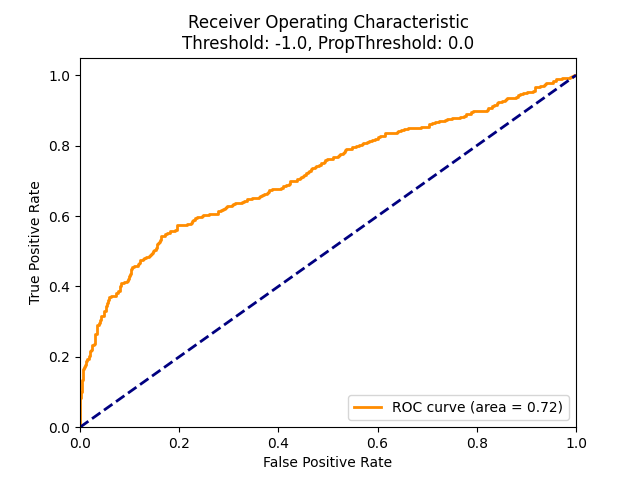 Receiver Operating Characteristic
Threshold: -1.0, PropThreshold: 0.0
1.0
0.8
0.6
0.4
0.2
0.0
True Positive Rate
ROC curve (area = 0.72)
0.0 0.2 0.4 0.6 0.8 1.0
False Positive Rate